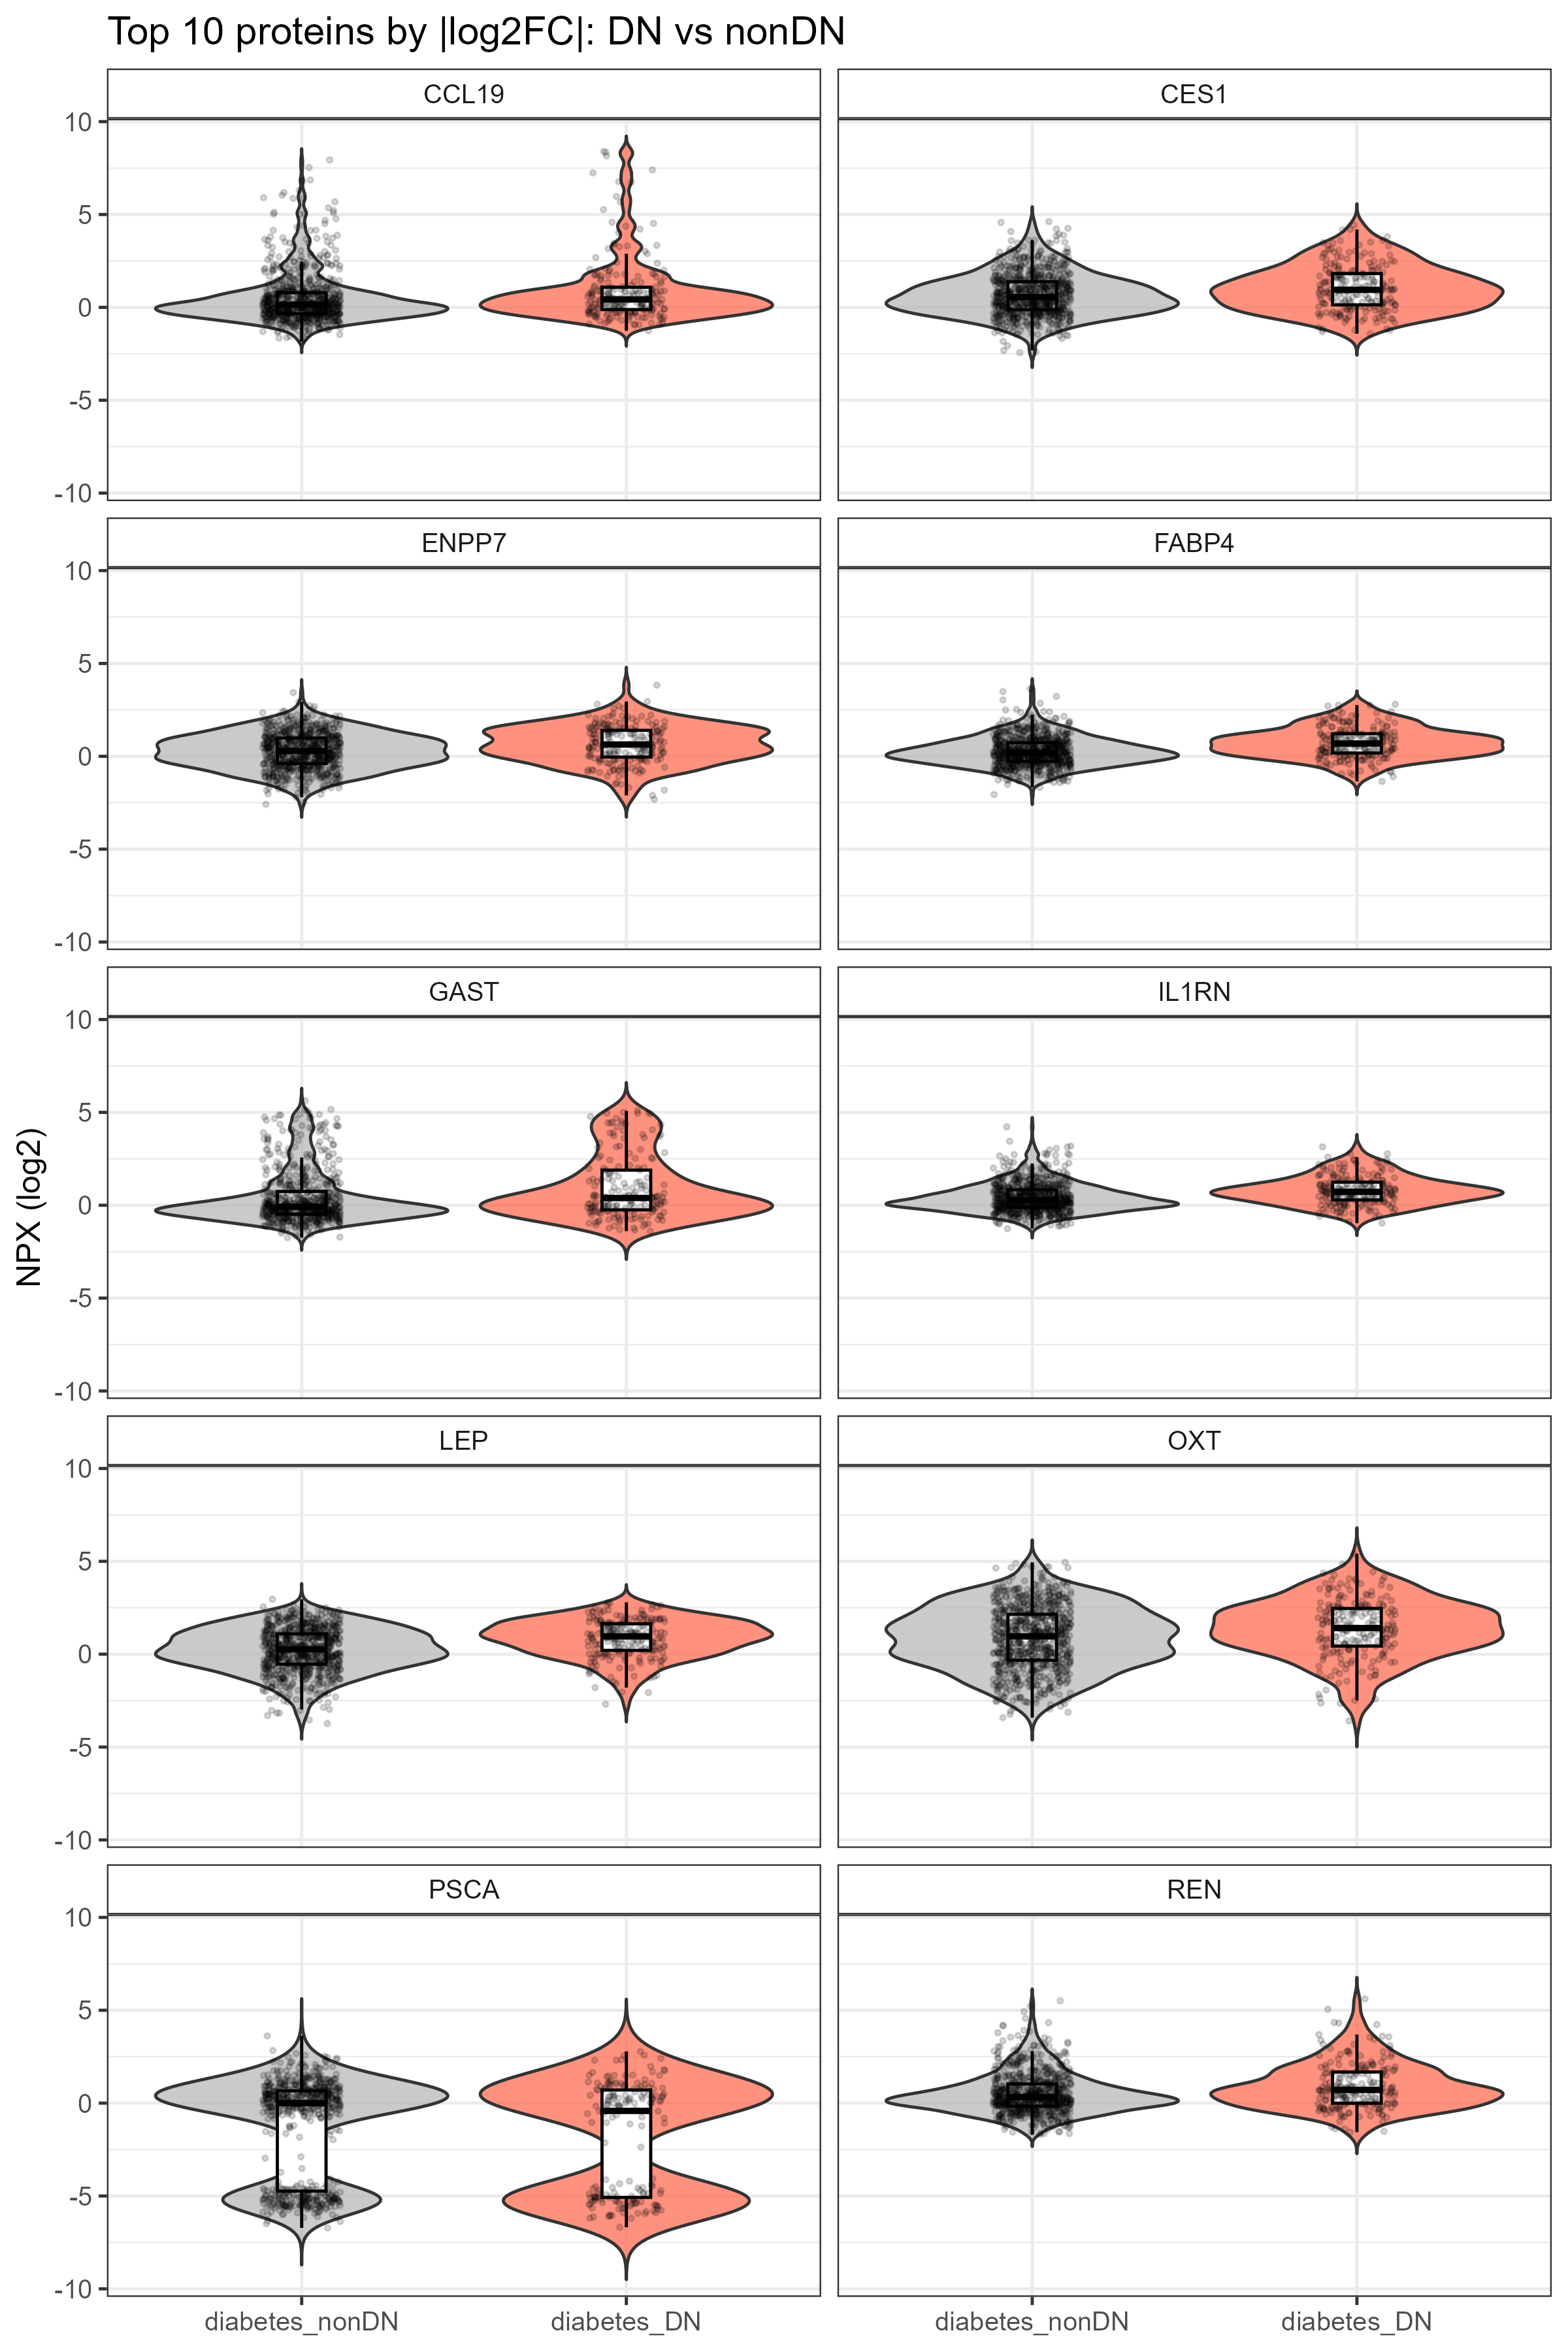 Top 10 proteins by |log2FC|: DN vs nonDN
CCL19
CES1
10
5
0
-5
-10
ENPP7
FABP4
10
5
0
-5
-10
GAST
IL1RN
10
5
0
-5
-10
NPX (log2)
LEP
OXT
10
5
0
-5
-10
PSCA
REN
10
5
0
-5
-10
diabetes_nonDN
diabetes_DN
diabetes_nonDN
diabetes_DN